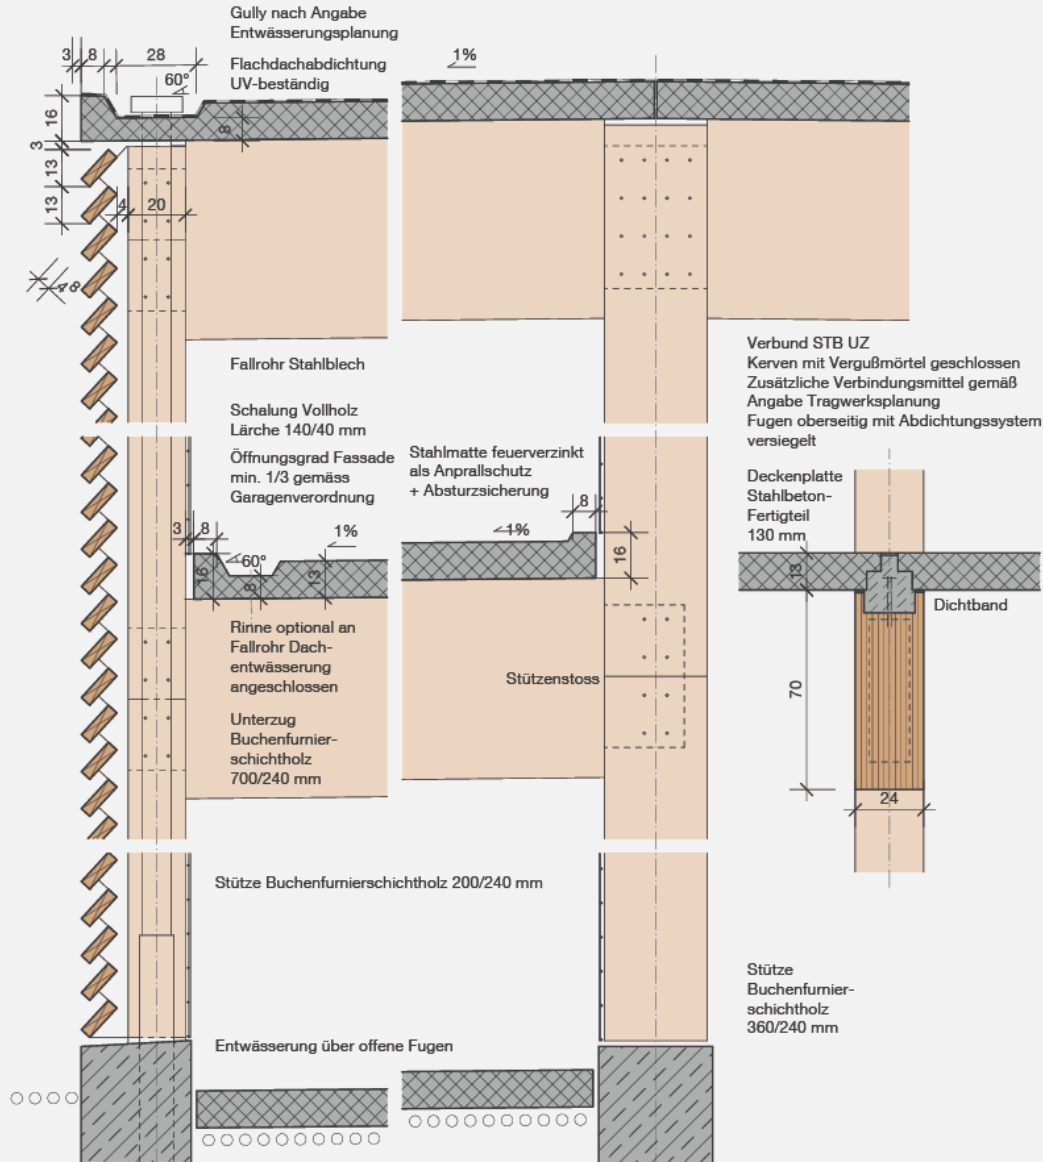 Gully nach Angabe
Entwässerungsplanung
Flachdachabdichtung
UV-beständig
3
8
28
60°
1%
16
8
3
13
13
4
20
4
8
Fallrohr Stahlblech
Schalung Vollholz
Lärche 140/40 mm
Öffnungsgrad Fassade
min. 1/3 gemäss
Garagenverordnung
Stahlmatte feuerverzinkt
als Anprallschutz
+ Absturzsicherung
Verbund STB UZ
Kerven mit Vergußmörtel geschlossen
Zusätzliche Verbindungsmittel gemäß
Angabe Tragwerksplanung
Fugen oberseitig mit Abdichtungssystem
versiegelt
Deckenplatte
Stahlbeton-
Fertigteil
130 mm
3
8
1%
60°
16
8
13
1%
8
16
13
Dichtband
Rinne optional an
Fallrohr Dach-
entwässerung
angeschlossen
Stützenstoss
70
24
Unterzug
Buchenfurnier-
schichtholz
700/240 mm
Stütze Buchenfurnierschichtholz 200/240 mm
Stütze
Buchenfurnier-
schichtholz
360/240 mm
Entwässerung über offene Fugen